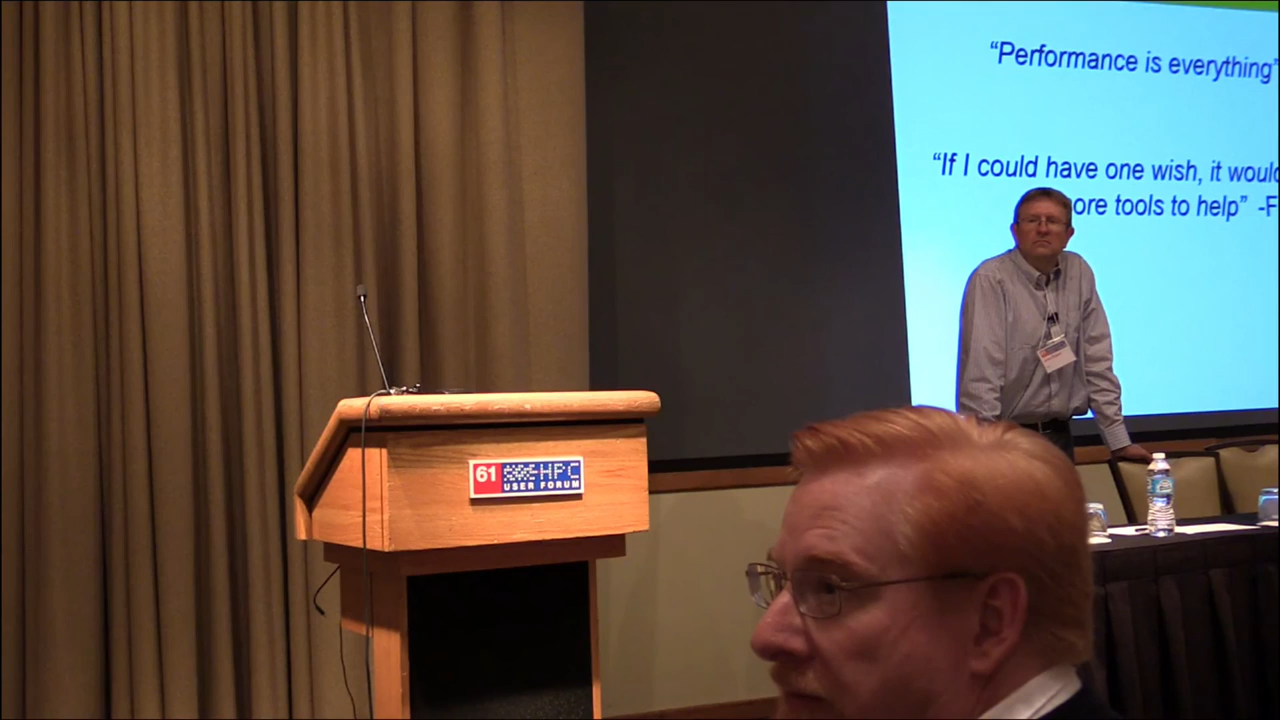 “Performance is everything”
“If I could have one wish, it would
ore tools to help” -F
61 HPC
USER FORUM